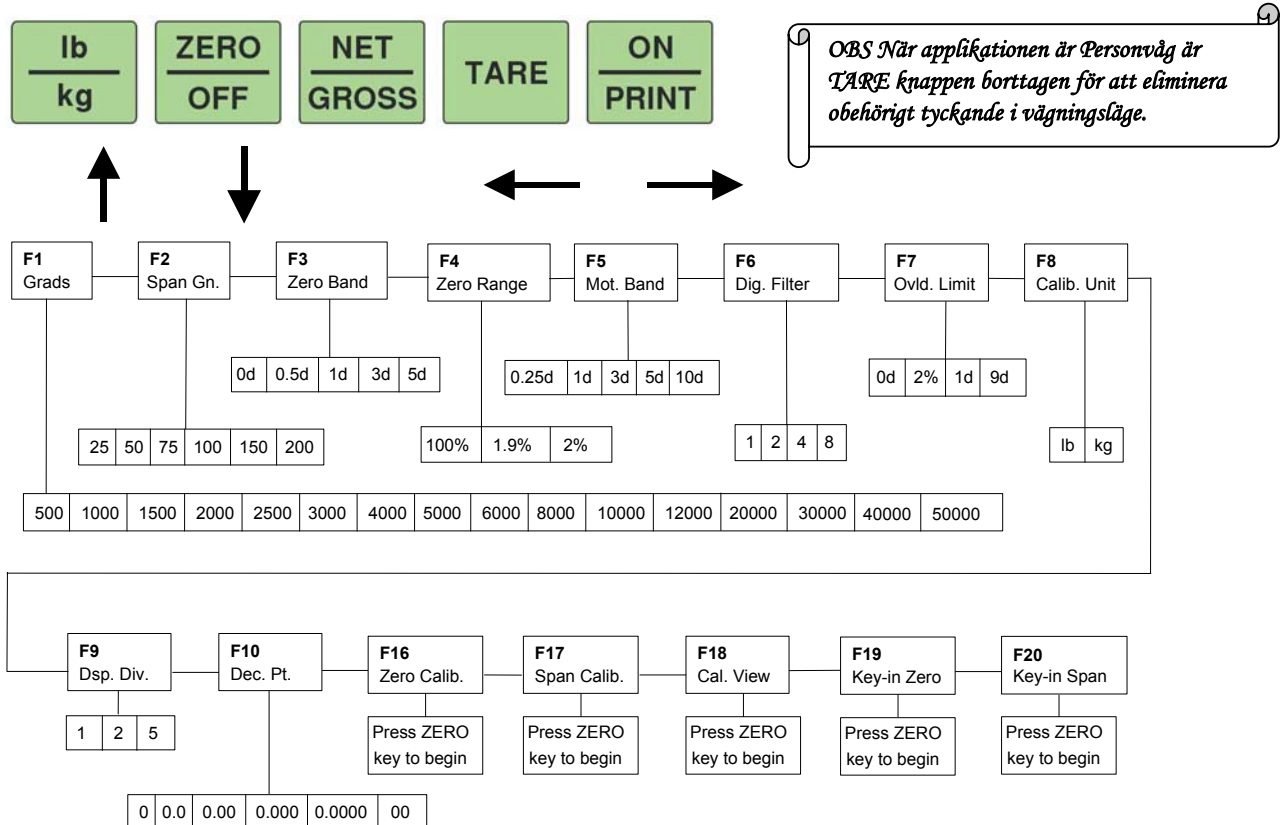 lb
kg
ZERO
OFF
NET
GROSS
TARE
ON
PRINT
OBS När applikationen är Personvåg är
TARE knappen borttagen för att eliminera
obehörigt tyckande i vägningsläge.
F1
Grads
F2
Span Gn.
F3
Zero Band
F4
Zero Range
F5
Mot. Band
F6
Dig. Filter
F7
Ovld. Limit
F8
Calib. Unit
0d 0.5d 1d 3d 5d
0.25d 1d 3d 5d 10d
0d 2% 1d 9d
25 50 75 100 150 200
100% 1.9% 2%
1 2 4 8
lb kg
500 1000 1500 2000 2500 3000 4000 5000 6000 8000 10000 12000 20000 30000 40000 50000
F9
Dsp. Div.
F10
Dec. Pt.
F16
Zero Calib.
F17
Span Calib.
F18
Cal. View
F19
Key-in Zero
F20
Key-in Span
1 2 5
Press ZERO
key to begin
Press ZERO
key to begin
Press ZERO
key to begin
Press ZERO
key to begin
Press ZERO
key to begin
0 0.0 0.00 0.000 0.0000 00